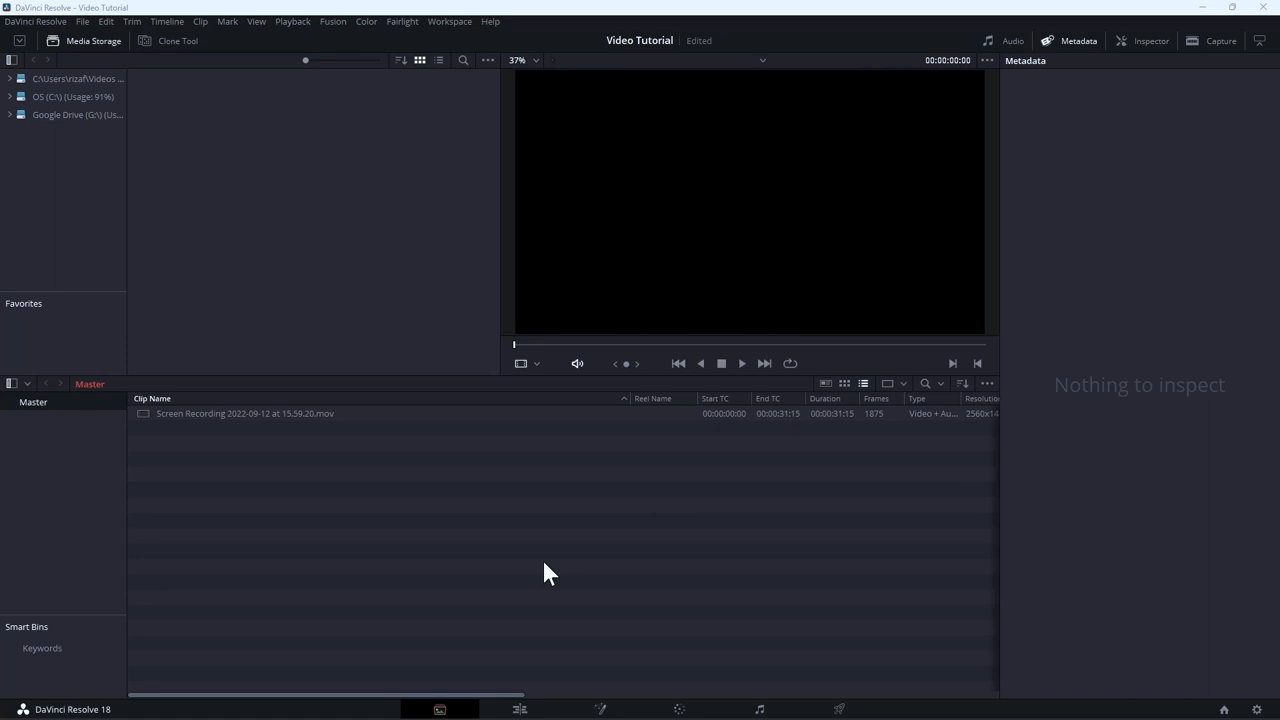 DaVinci Resolve - Video Tutorial
DaVinci Resolve File Edit Trim Timeline Clip Mark View Playback Fusion Color Fairlight Workspace Help
Media Storage Clone Tool Video Tutorial Edited Audio Metadata Inspector Capture
37% 00:00:00:00 Metadata
C:\Users\rizaf\Videos ...
OS (C:\) (Usage: 91%)
Google Drive (G:\) (Us...
Favorites
Master
Nothing to inspect
Master
Clip Name Reel Name Start TC End TC Duration Frames Type Resolution
Screen Recording 2022-09-12 at 15.59.20.mov 00:00:00:00 00:00:31:15 00:00:31:15 1875 Video + Au... 2560x14
Smart Bins
Keywords
DaVinci Resolve 18